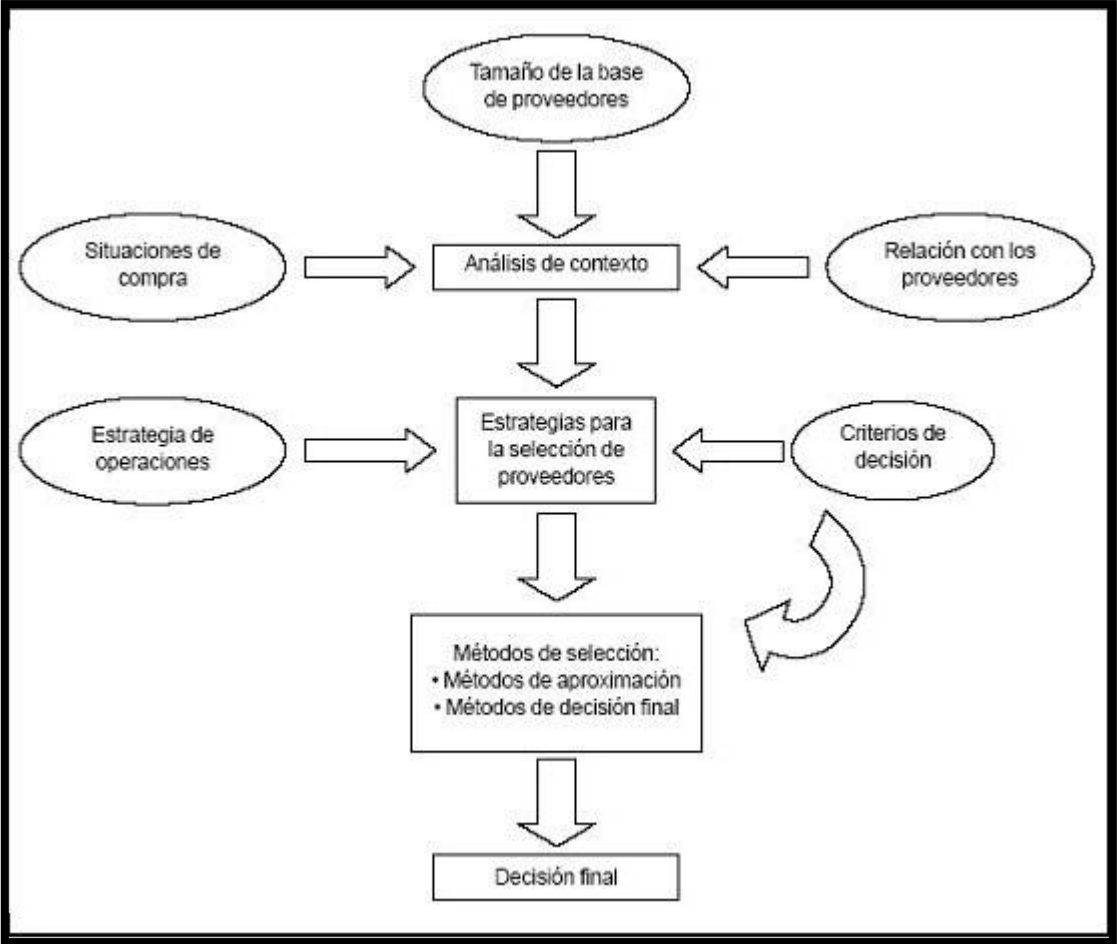 Tamaño de la base
de proveedores
Situaciones de
compra
Análisis de contexto
Relación con los
proveedores
Estrategia de
operaciones
Estrategias para
la selección de
proveedores
Criterios de
decisión
Métodos de selección:
• Métodos de aproximación
• Métodos de decisión final
Decisión final